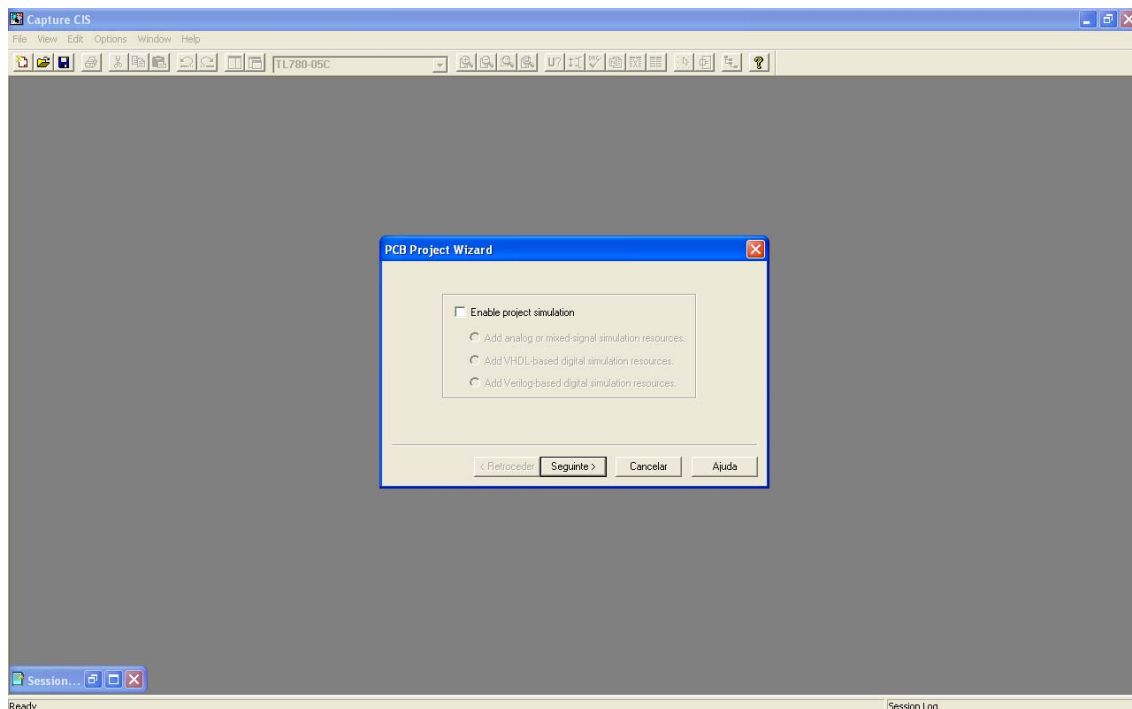 Capture CIS
File View Edit Options Window Help
TL780-05C
U?
PCB Project Wizard
Enable project simulation
Add analog or mixed-signal simulation resources.
Add VHDL-based digital simulation resources.
Add Verilog-based digital simulation resources.
< Retroceder Seguinte > Cancelar Ajuda
Session...
Ready Session Log